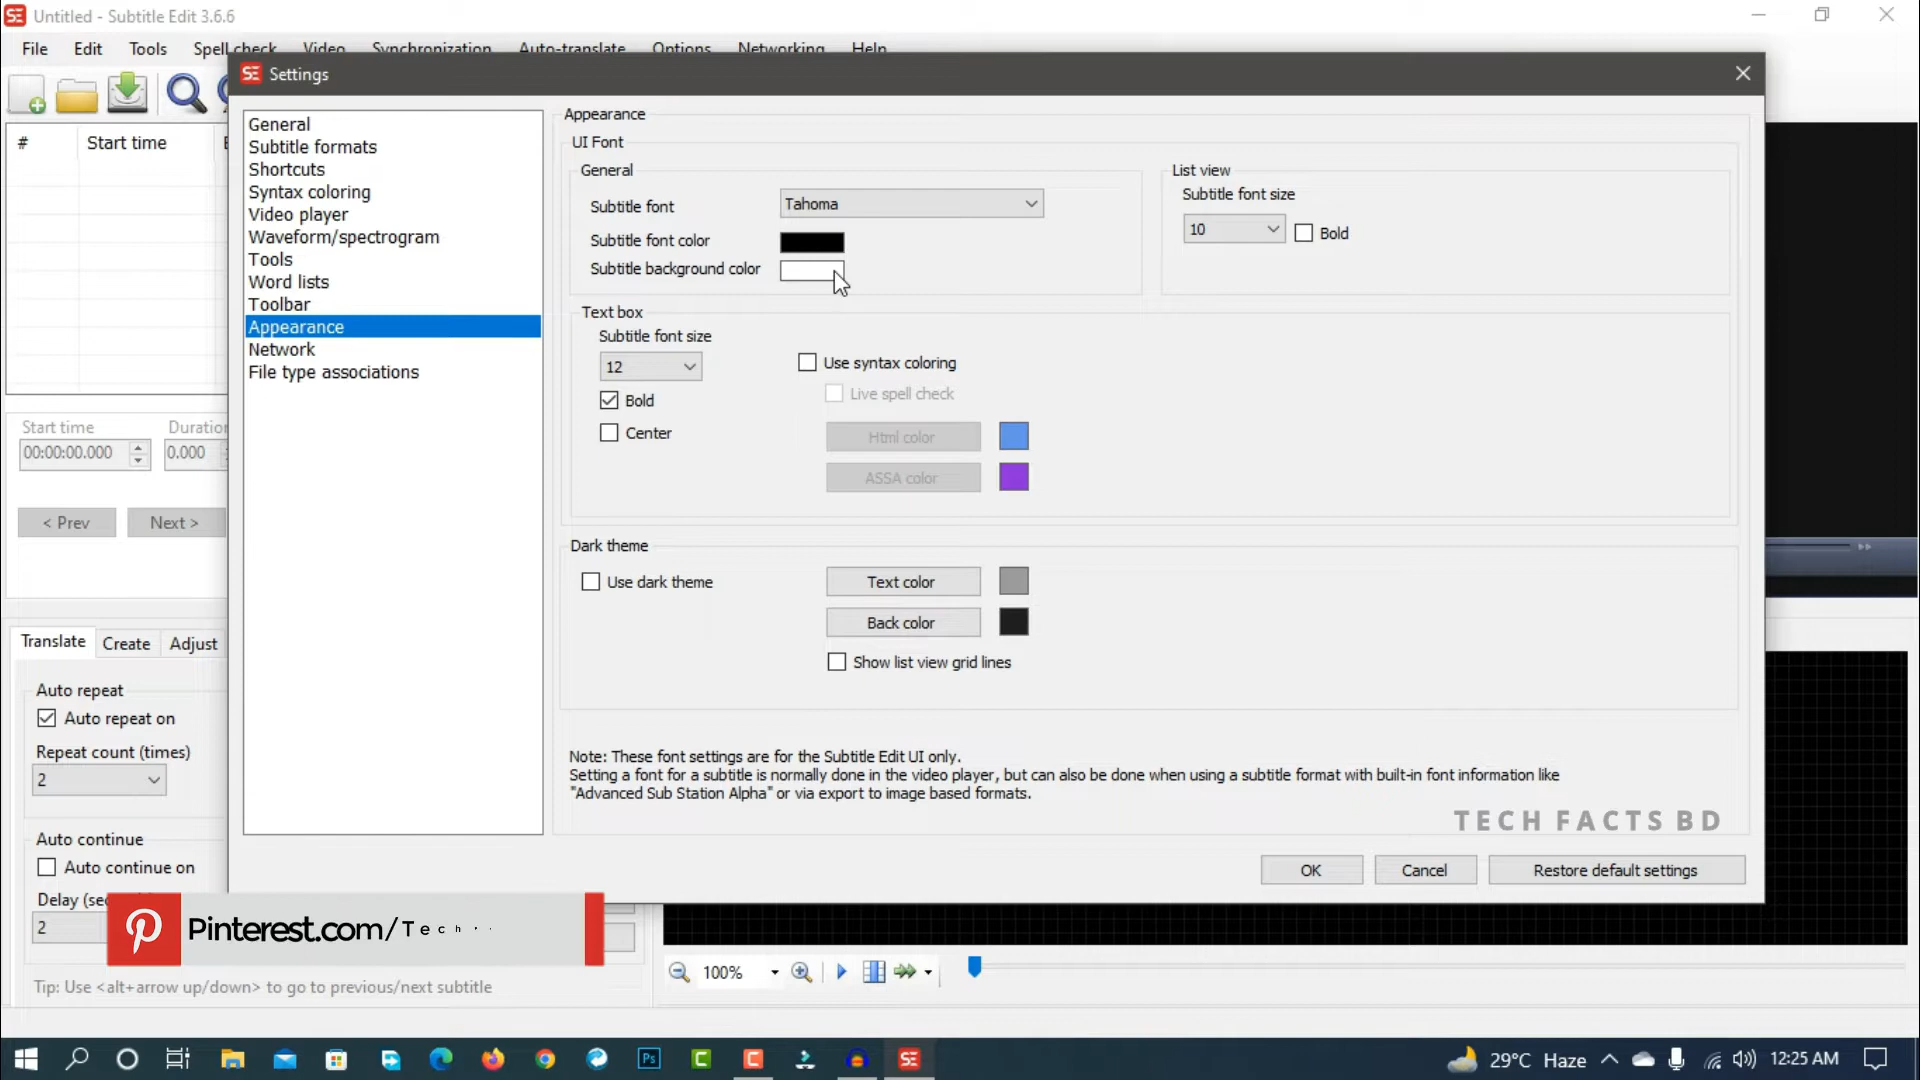 Untitled - Subtitle Edit 3.6.6
File Edit Tools Spell check Video Synchronization Auto-translate Options Networking Help
SE Settings
# Start time
General
Subtitle formats
Shortcuts
Syntax coloring
Video player
Waveform/spectrogram
Tools
Word lists
Toolbar
Appearance
Network
File type associations
Appearance
UI Font
General
Subtitle font Tahoma
Subtitle font color
Subtitle background color
List view
Subtitle font size
10 Bold
Text box
Subtitle font size
12
Bold
Center
Use syntax coloring
Live spell check
Html color
ASSA color
Dark theme
Use dark theme
Text color
Back color
Show list view grid lines
Note: These font settings are for the Subtitle Edit UI only.
Setting a font for a subtitle is normally done in the video player, but can also be done when using a subtitle format with built-in font information like
"Advanced Sub Station Alpha" or via export to image based formats.
TECH FACTS BD
OK Cancel Restore default settings
Start time
00:00:00.000 0.000
< Prev Next >
Translate Create Adjust
Auto repeat
Auto repeat on
Repeat count (times)
2
Auto continue
Auto continue on
Delay
2
Pinterest.com/Tech
Tip: Use <alt+arrow up/down> to go to previous/next subtitle
100%
Ps
SE
29°C Haze
12:25 AM